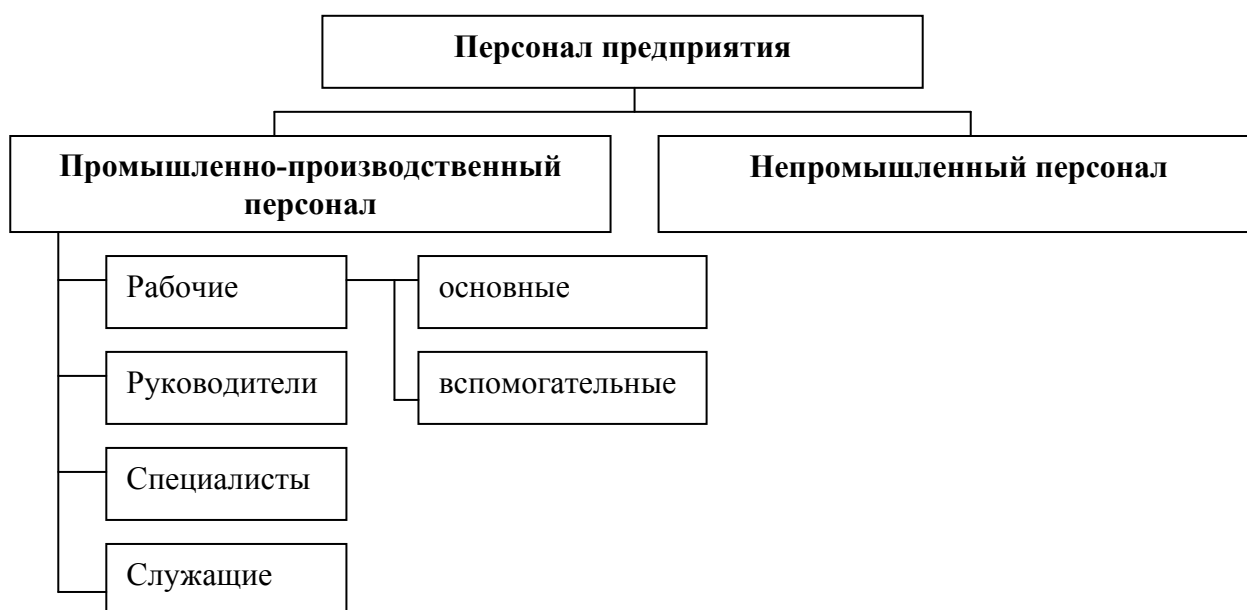 Персонал предприятия
Промышленно-производственный
персонал
Непромышленный персонал
Рабочие
основные
Руководители
вспомогательные
Специалисты
Служащие